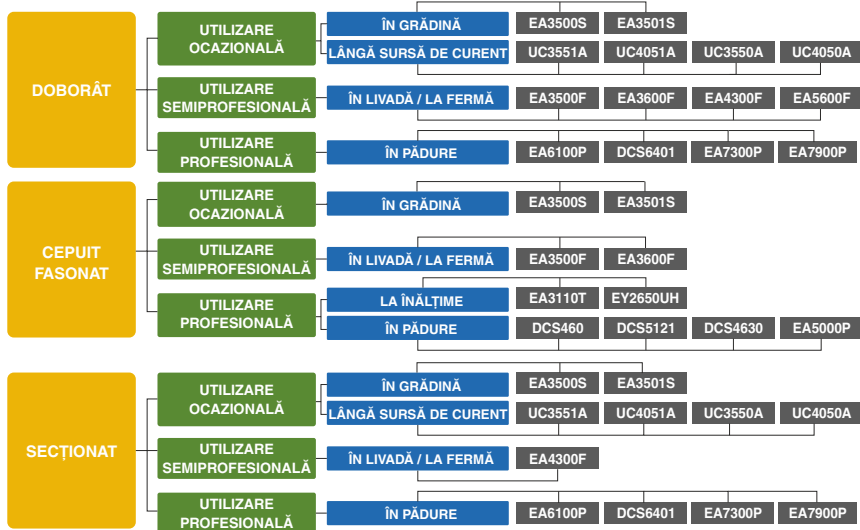 DOBORÂT
UTILIZARE
OCAZIONALĂ
ÎN GRĂDINĂ EA3500S EA3501S
LÂNGĂ SURSĂ DE CURENT UC3551A UC4051A UC3550A UC4050A
UTILIZARE
SEMIPROFESIONALĂ
ÎN LIVADĂ / LA FERMĂ EA3500F EA3600F EA4300F EA5600F
UTILIZARE
PROFESIONALĂ
ÎN PĂDURE EA6100P DCS6401 EA7300P EA7900P
CEPUIT
FASONAT
UTILIZARE
OCAZIONALĂ
ÎN GRĂDINĂ EA3500S EA3501S
UTILIZARE
SEMIPROFESIONALĂ
ÎN LIVADĂ / LA FERMĂ EA3500F EA3600F
UTILIZARE
PROFESIONALĂ
LA ÎNĂLȚIME EA3110T EY2650UH
ÎN PĂDURE DCS460 DCS5121 DCS4630 EA5000P
SECȚIONAT
UTILIZARE
OCAZIONALĂ
ÎN GRĂDINĂ EA3500S EA3501S
LÂNGĂ SURSĂ DE CURENT UC3551A UC4051A UC3550A UC4050A
UTILIZARE
SEMIPROFESIONALĂ
ÎN LIVADĂ / LA FERMĂ EA4300F
UTILIZARE
PROFESIONALĂ
ÎN PĂDURE EA6100P DCS6401 EA7300P EA7900P